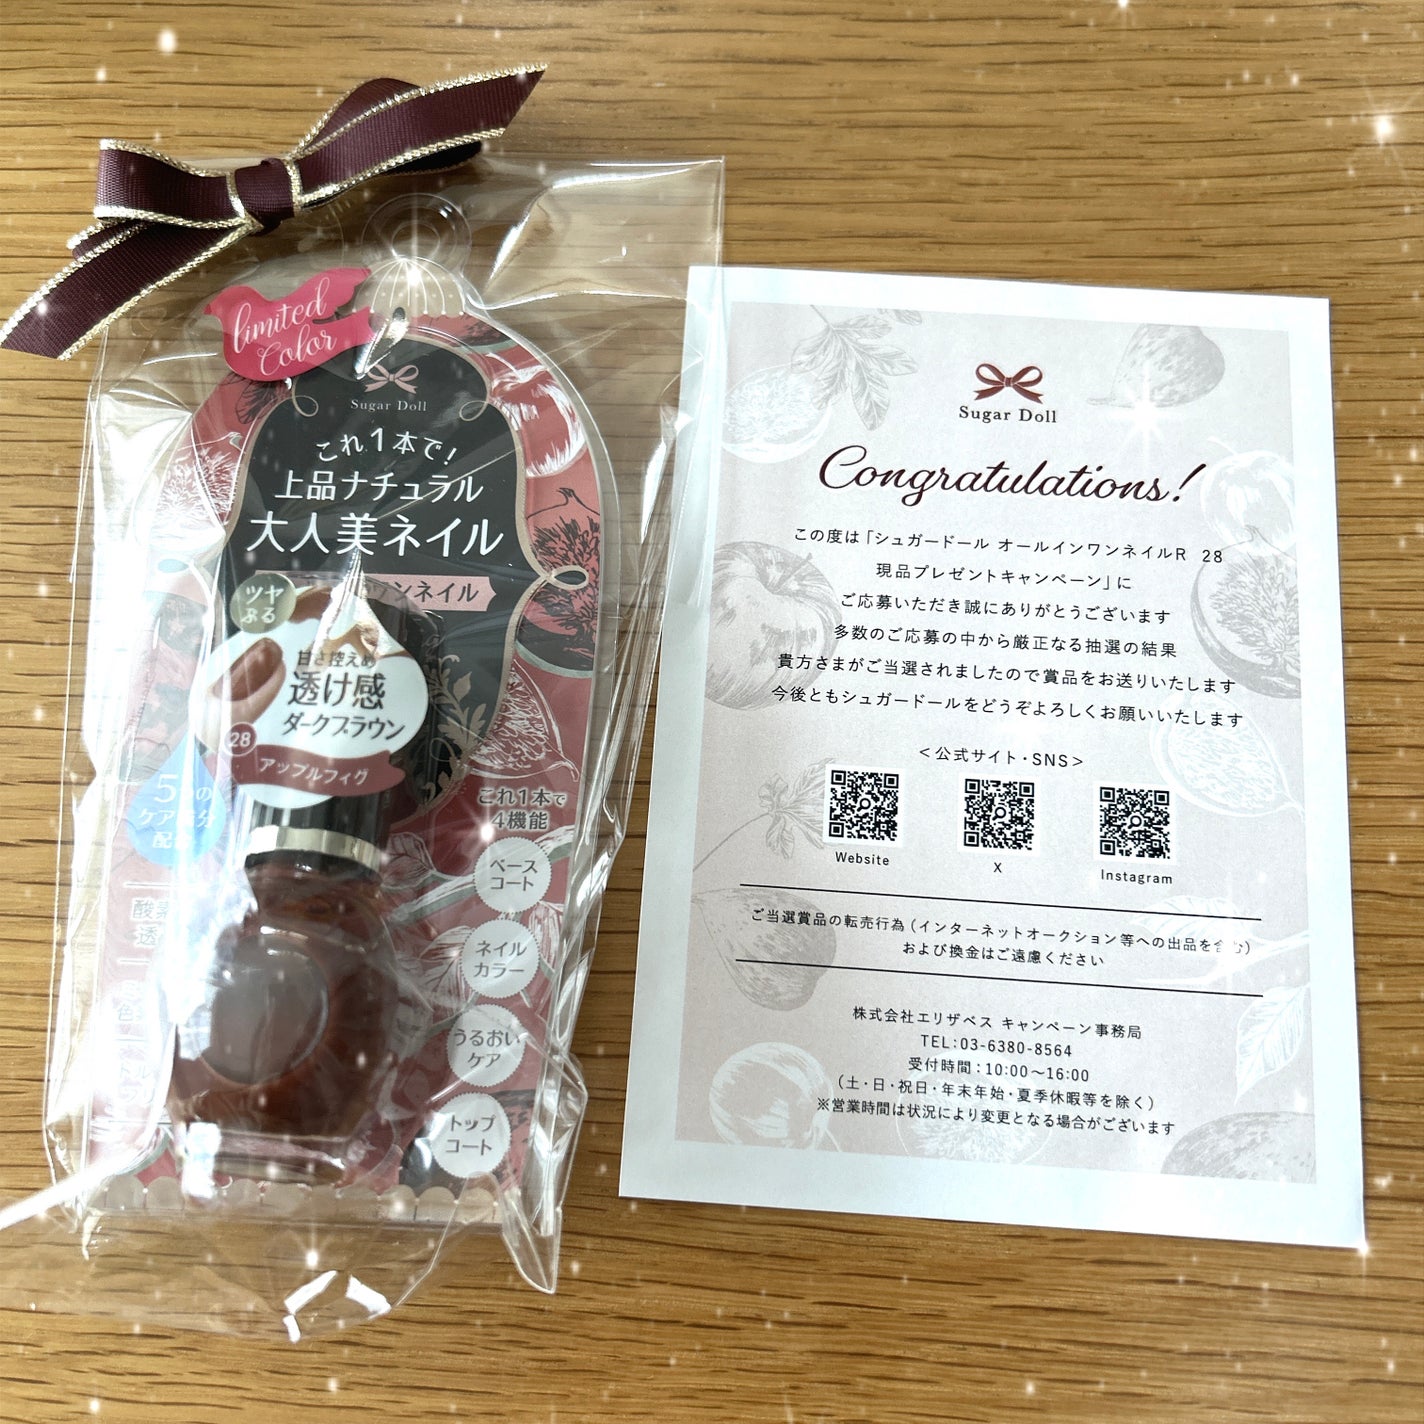 limited
Color
Sugar Doll
これ1本で!
上品ナチュラル
大人美ネイル
ワンネイル
ツヤ
ぷる
甘さ控えめ
透け感
ダークブラウン
28
アップルフィグ
5つの
ケア成分
これ1本で
4機能
ベース
コート
ネイル
カラー
うるおい
ケア
トップ
コート
Sugar Doll
Congratulations!
この度は「シュガードール オールインワンネイルR 28
現品プレゼントキャンペーン」に
ご応募いただき誠にありがとうございます
多数のご応募の中から厳正なる抽選の結果
貴方さまがご当選されましたので賞品をお送りいたします
今後ともシュガードールをどうぞよろしくお願いいたします
<公式サイト・SNS>
Website
X
Instagram
ご当選賞品の転売行為(インターネットオークション等への出品を含む)
および換金はご遠慮ください
株式会社エリザベス キャンペーン事務局
TEL:03-6380-8564
受付時間:10:00~16:00
(土・日・祝日・年末年始・夏季休暇等を除く)
※営業時間は状況により変更となる場合がございます